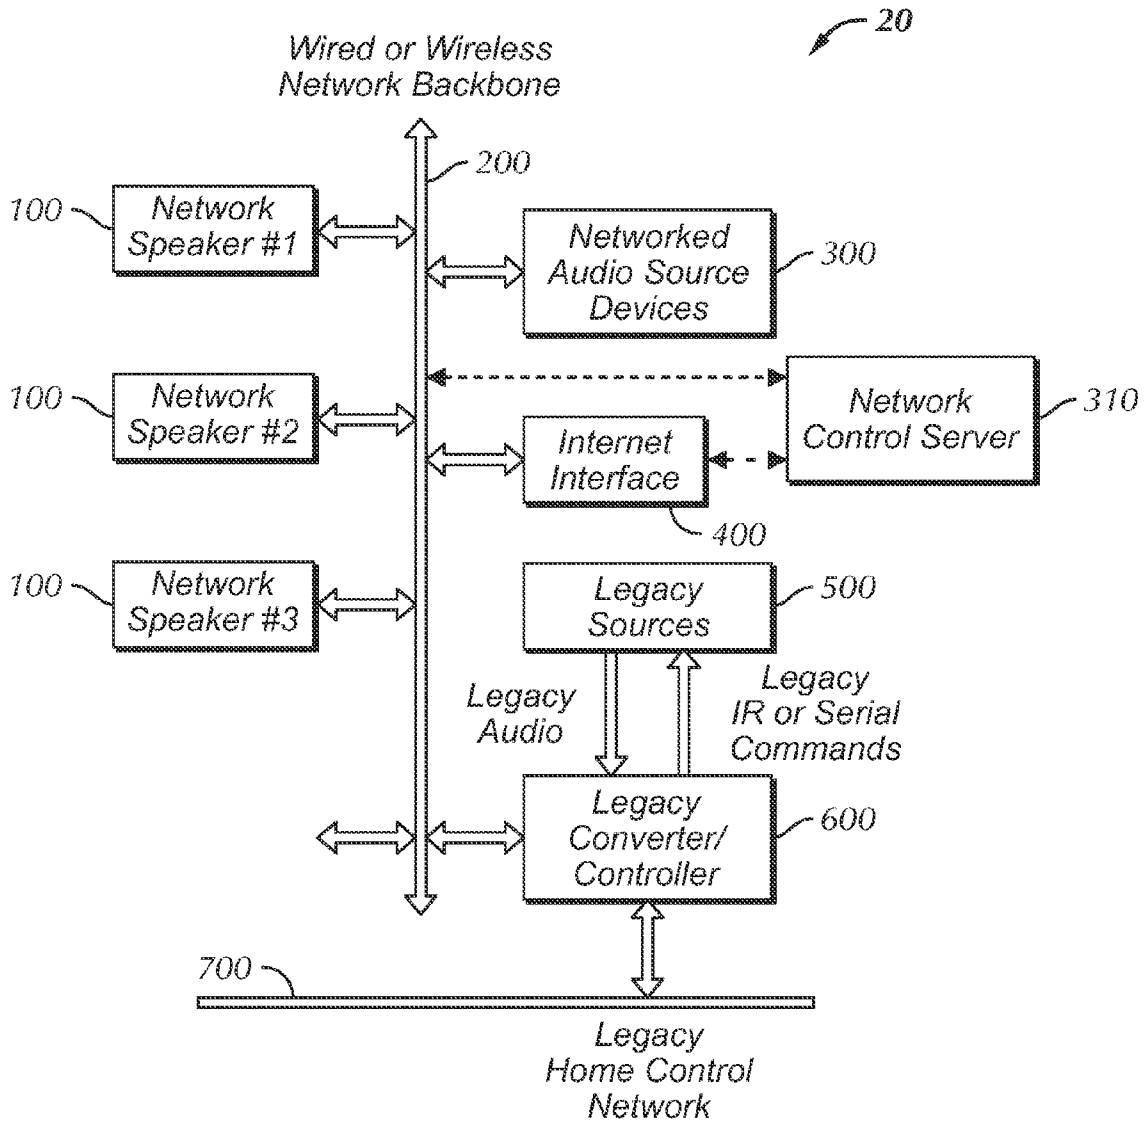 20
Wired or Wireless
Network Backbone
200
100
Network
Speaker #1
Networked
Audio Source
Devices
300
100
Network
Speaker #2
Network
Control Server
310
Internet
Interface
400
100
Network
Speaker #3
Legacy
Sources
500
Legacy
Audio
Legacy
IR or Serial
Commands
Legacy
Converter/
Controller
600
700
Legacy
Home Control
Network